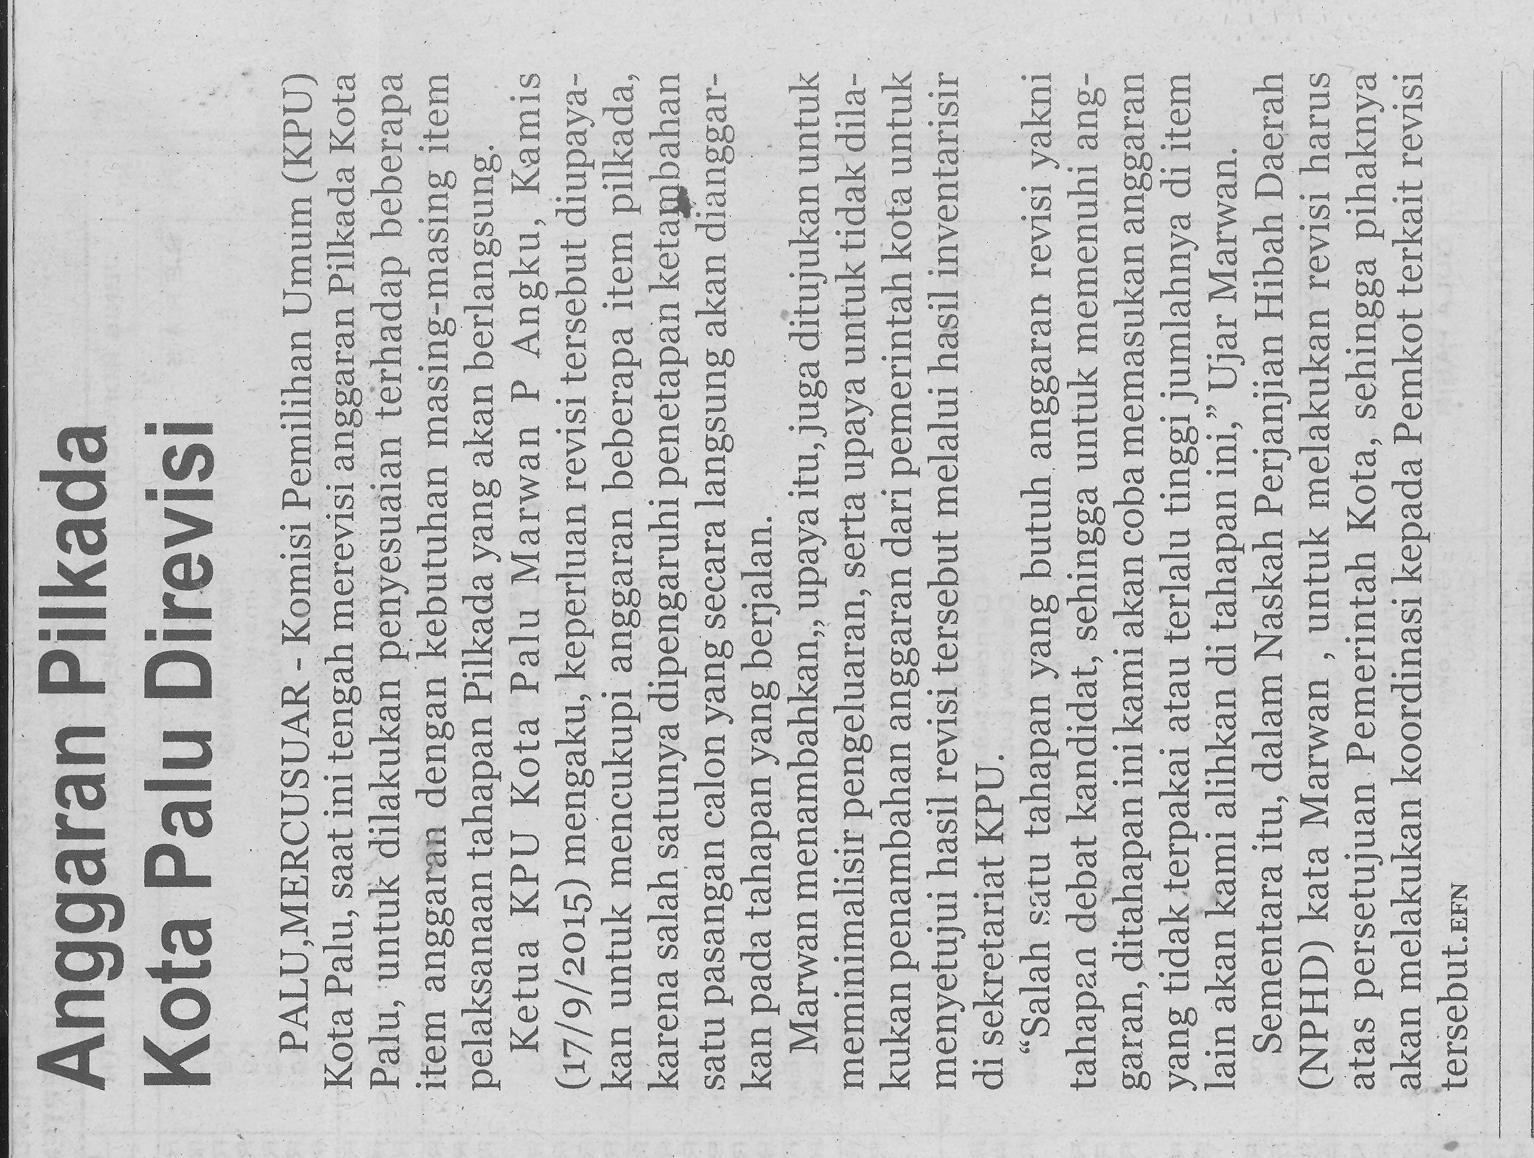 Anggaran Pilkada
Kota Palu Direvisi
PALU,MERCUSUAR - Komisi Pemilihan Umum (KPU)
Kota Palu, saat ini tengah merevisi anggaran Pilkada Kota
Palu, untuk dilakukan penyesuaian terhadap beberapa
item anggaran dengan kebutuhan masing-masing item
pelaksanaan tahapan Pilkada yang akan berlangsung.
Ketua KPU Kota Palu Marwan P Angku, Kamis
(17/9/2015) mengaku, keperluan revisi tersebut diupaya-
kan untuk mencukupi anggaran beberapa item pilkada,
karena salah satunya dipengaruhi penetapan ketambahan
satu pasangan calon yang secara langsung akan dianggar-
kan pada tahapan yang berjalan.
Marwan menambahkan,, upaya itu, juga ditujukan untuk
meminimalisir pengeluaran, serta upaya untuk tidak dila-
kukan penambahan anggaran dari pemerintah kota untuk
menyetujui hasil revisi tersebut melalui hasil inventarisir
di sekretariat KPU.
“Salah satu tahapan yang butuh anggaran revisi yakni
tahapan debat kandidat, sehingga untuk memenuhi ang-
garan, ditahapan ini kami akan coba memasukan anggaran
yang tidak terpakai atau terlalu tinggi jumlahnya di item
lain akan kami alihkan di tahapan ini,” Ujar Marwan.
Sementara itu, dalam Naskah Perjanjian Hibah Daerah
(NPHD) kata Marwan , untuk melakukan revisi harus
atas persetujuan Pemerintah Kota, sehingga pihaknya
akan melakukan koordinasi kepada Pemkot terkait revisi
tersebut.EFN